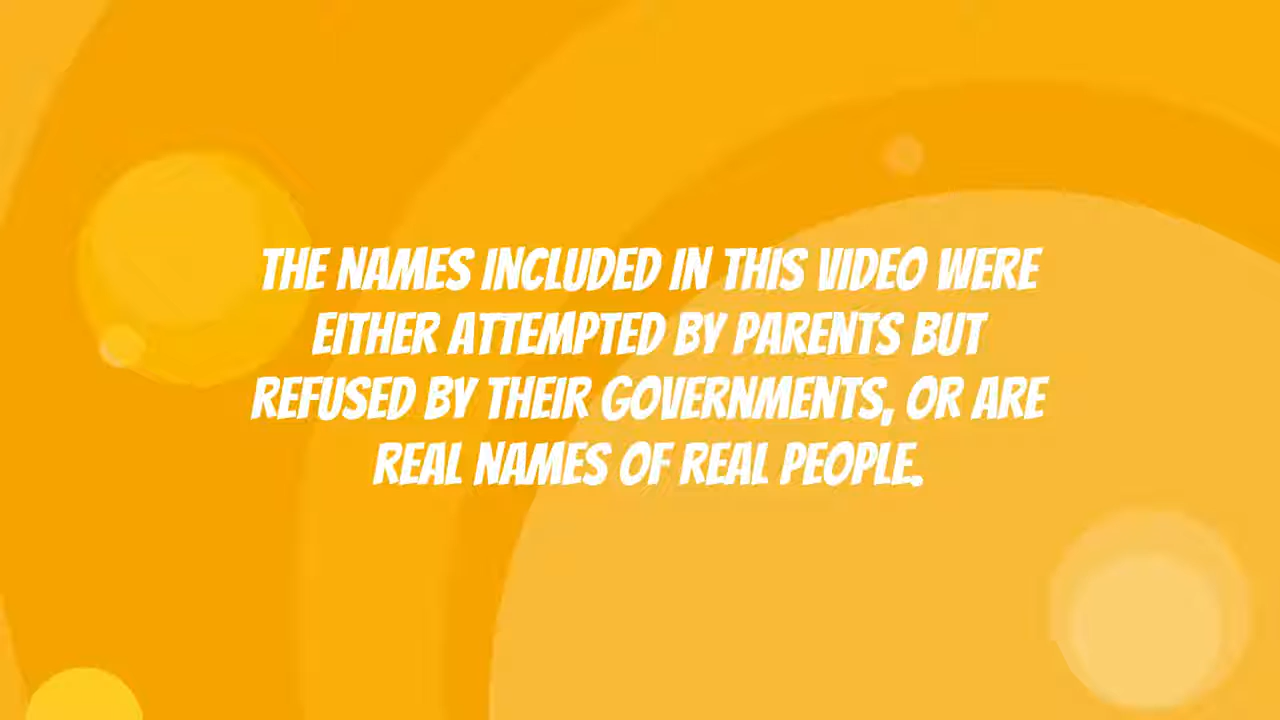 THE NAMES INCLUDED IN THIS VIDEO WERE
EITHER ATTEMPTED BY PARENTS BUT
REFUSED BY THEIR GOVERNMENTS, OR ARE
REAL NAMES OF REAL PEOPLE.